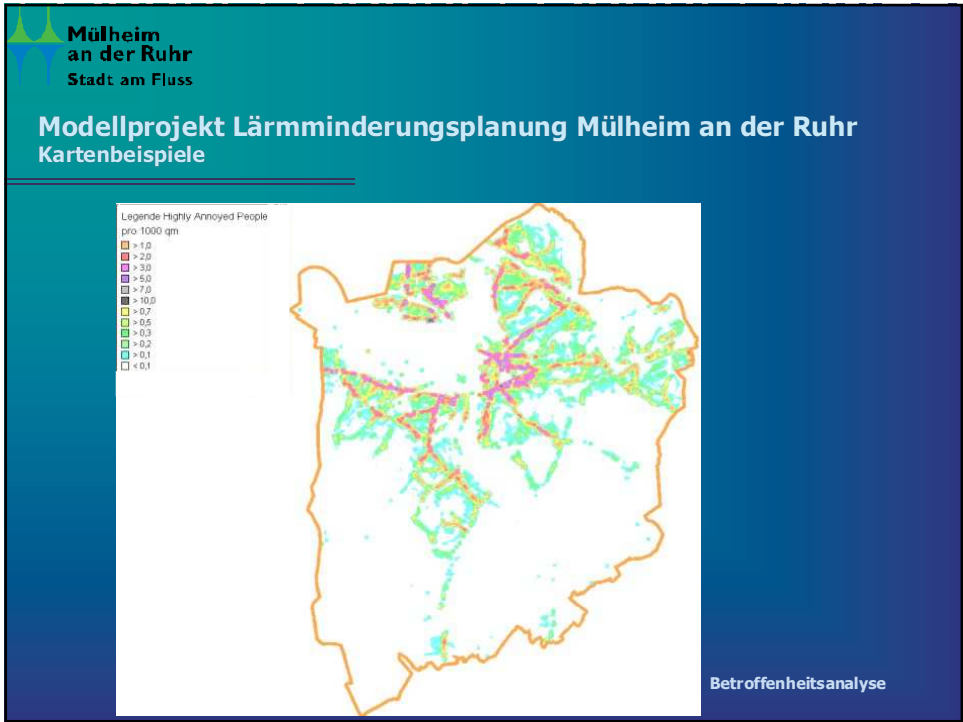 Mülheim
an der Ruhr
Stadt am Fluss
Modellprojekt Lärmminderungsplanung Mülheim an der Ruhr
Kartenbeispiele
Legende Highly Annoyed People
pro 1000 qm
> 1,0
> 2,0
> 3,0
> 5,0
> 7,0
> 10,0
> 0,7
> 0,5
> 0,3
> 0,2
> 0,1
< 0,1
Betroffenheitsanalyse